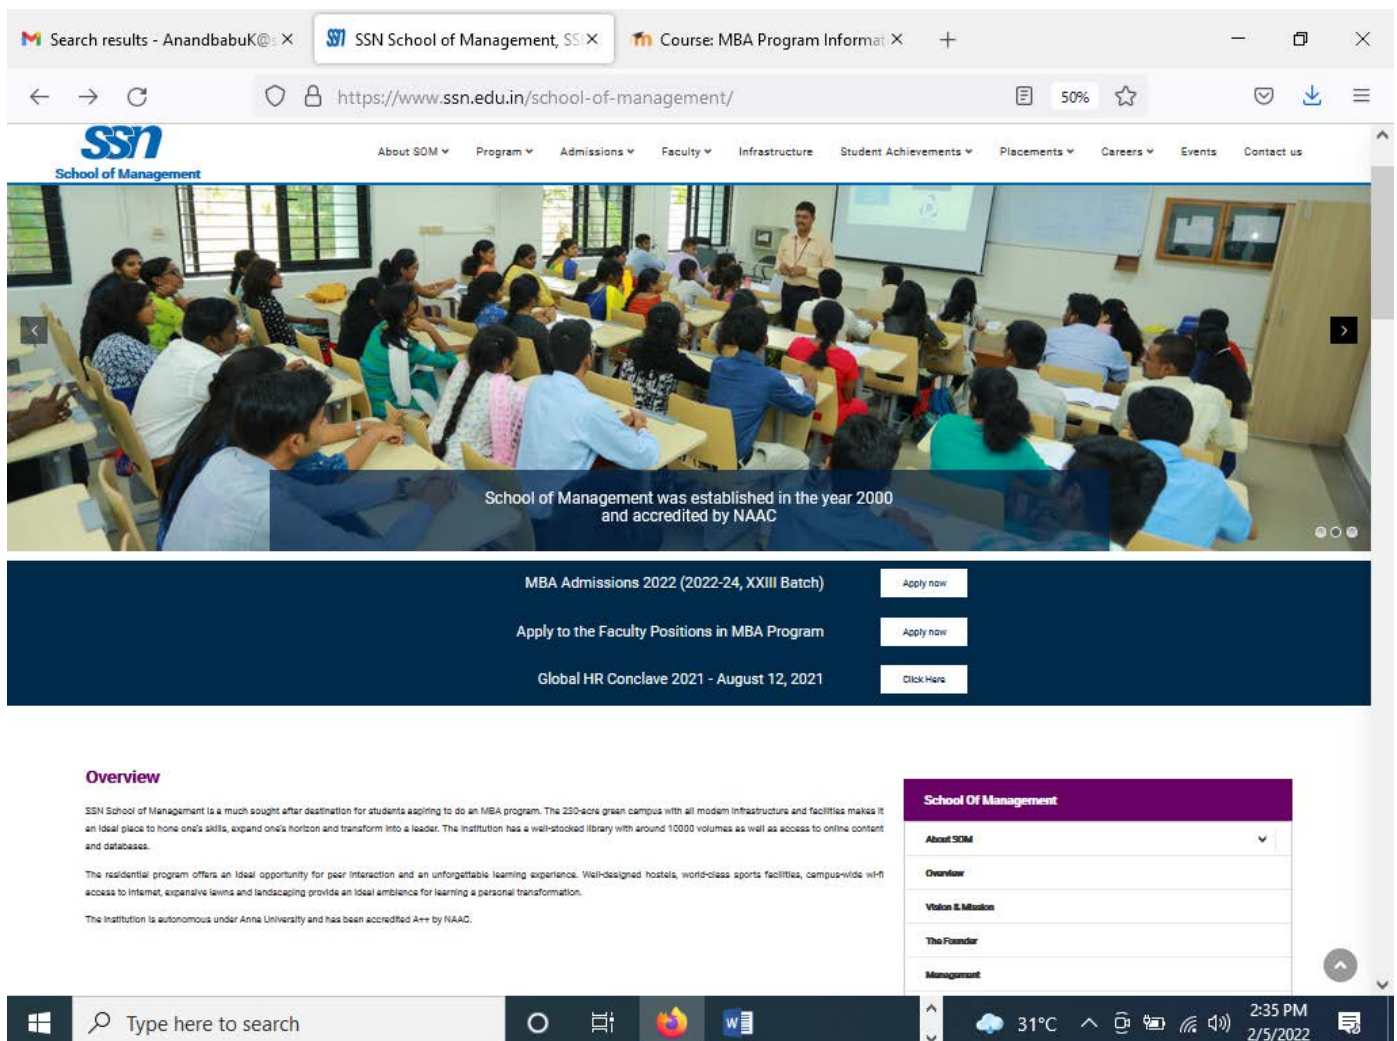 Search results - AnandbabuK@s
SSN School of Management, SS
Course: MBA Program Informat
https://www.ssn.edu.in/school-of-management/
50%
ssn
School of Management
About SOM
Program
Admissions
Faculty
Infrastructure
Student Achievements
Placements
Careers
Events
Contact us
School of Management was established in the year 2000
and accredited by NAAC
MBA Admissions 2022 (2022-24, XXIII Batch)
Apply now
Apply to the Faculty Positions in MBA Program
Apply now
Global HR Conclave 2021 - August 12, 2021
Click Here
Overview
SSN School of Management is a much sought after destination for students aspiring to do an MBA program. The 230-acre green campus with all modern infrastructure and facilities makes it
an ideal place to hone one's skills, expand one's horizon and transform into a leader. The Institution has a well-stocked library with around 10000 volumes as well as access to online content
and databases.
The residential program offers an ideal opportunity for peer interaction and an unforgettable learning experience. Well-designed hostels, world-class sports facilities, campus-wide wi-fi
access to internet, expansive lawns and landscaping provide an ideal ambience for learning a personal transformation.
The Institution is autonomous under Anna University and has been accredited A++ by NAAC.
School Of Management
About SOM
Overview
Vision & Mission
The Founder
Management
Type here to search
31°C
2:35 PM
2/5/2022